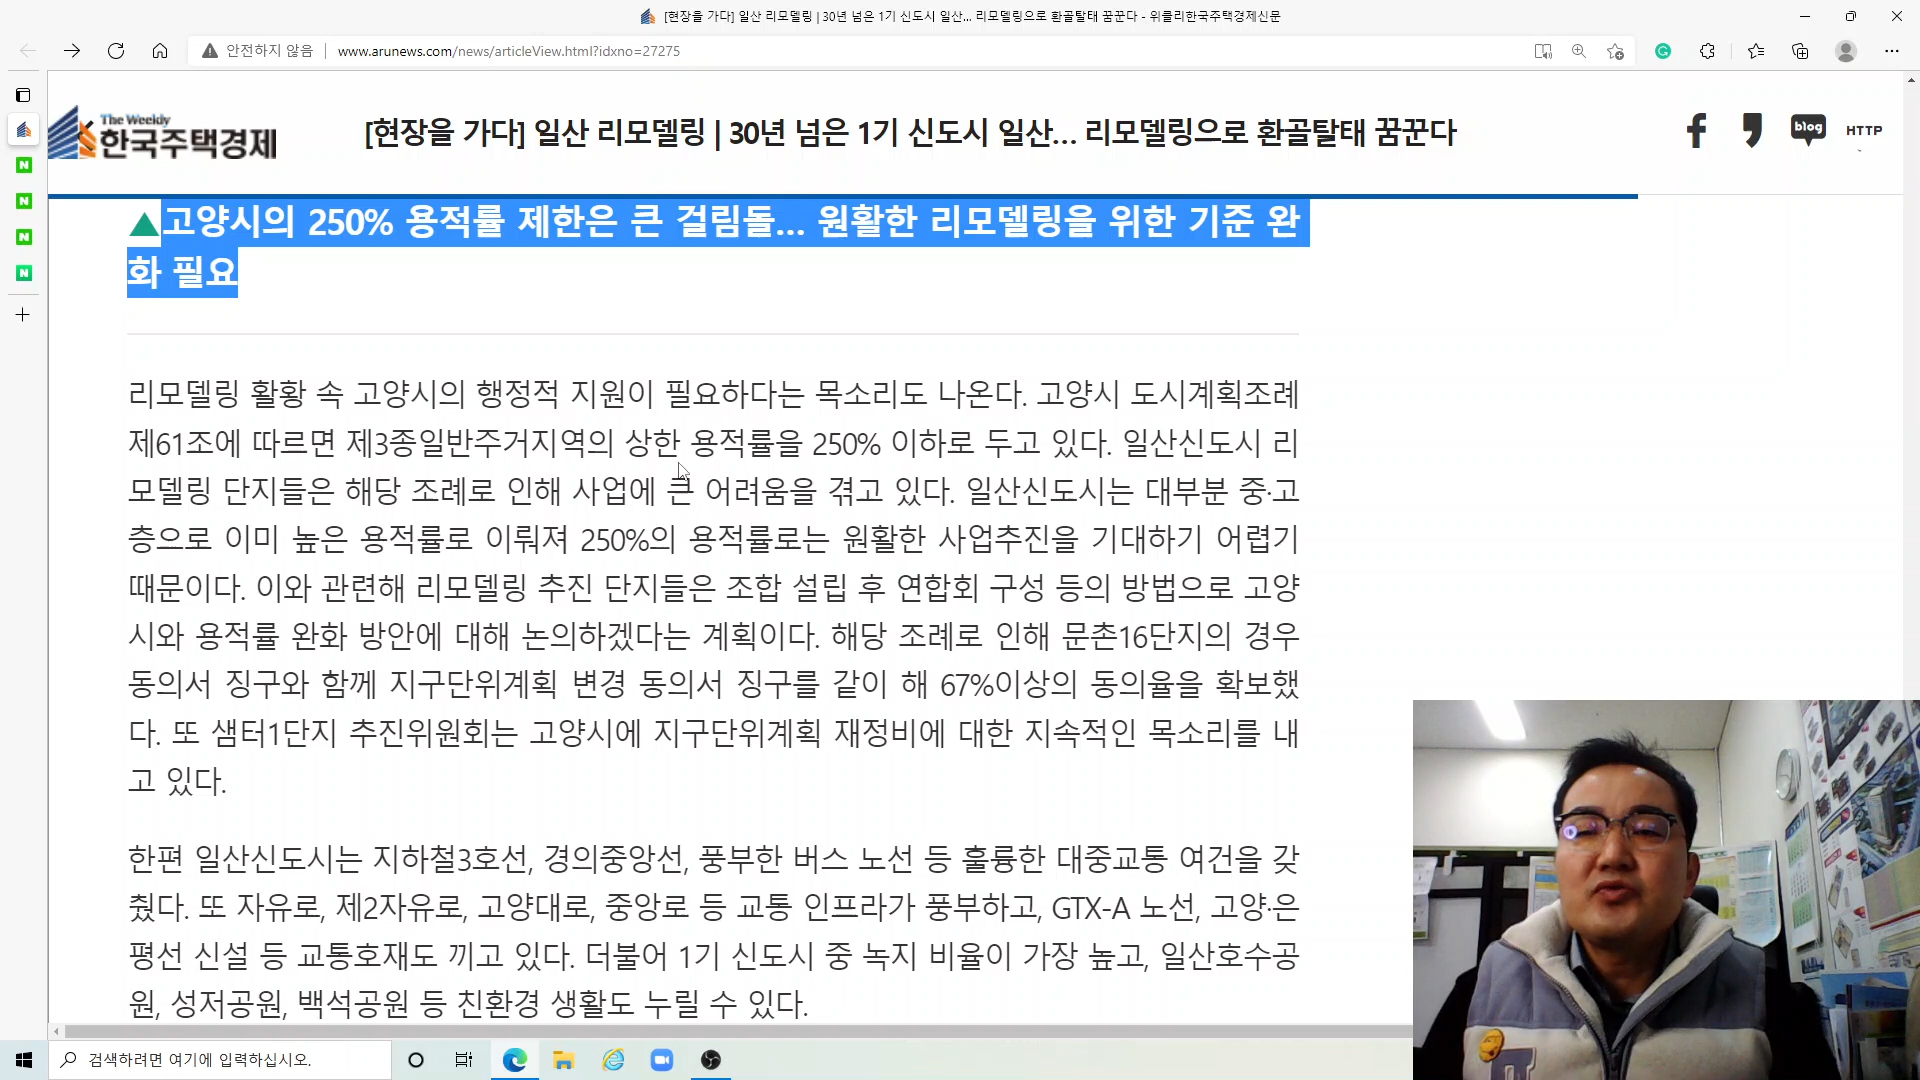 [현장을 가다] 일산 리모델링 | 30년 넘은 1기 신도시 일산... 리모델링으로 환골탈태 꿈꾼다 - 위클리한국주택경제신문
안전하지 않음 | www.arunews.com/news/articleView.html?idxno=27275
The Weekly
한국주택경제
[현장을 가다] 일산 리모델링 | 30년 넘은 1기 신도시 일산… 리모델링으로 환골탈태 꿈꾼다
blog
HTTP
▲고양시의 250% 용적률 제한은 큰 걸림돌… 원활한 리모델링을 위한 기준 완
화 필요
리모델링 활황 속 고양시의 행정적 지원이 필요하다는 목소리도 나온다. 고양시 도시계획조례
제61조에 따르면 제3종일반주거지역의 상한 용적률을 250% 이하로 두고 있다. 일산신도시 리
모델링 단지들은 해당 조례로 인해 사업에 큰 어려움을 겪고 있다. 일산신도시는 대부분 중·고
층으로 이미 높은 용적률로 이뤄져 250%의 용적률로는 원활한 사업추진을 기대하기 어렵기
때문이다. 이와 관련해 리모델링 추진 단지들은 조합 설립 후 연합회 구성 등의 방법으로 고양
시와 용적률 완화 방안에 대해 논의하겠다는 계획이다. 해당 조례로 인해 문촌16단지의 경우
동의서 징구와 함께 지구단위계획 변경 동의서 징구를 같이 해 67%이상의 동의율을 확보했
다. 또 샘터1단지 추진위원회는 고양시에 지구단위계획 재정비에 대한 지속적인 목소리를 내
고 있다.
한편 일산신도시는 지하철3호선, 경의중앙선, 풍부한 버스 노선 등 훌륭한 대중교통 여건을 갖
췄다. 또 자유로, 제2자유로, 고양대로, 중앙로 등 교통 인프라가 풍부하고, GTX-A 노선, 고양·은
평선 신설 등 교통호재도 끼고 있다. 더불어 1기 신도시 중 녹지 비율이 가장 높고, 일산호수공
원, 성저공원, 백석공원 등 친환경 생활도 누릴 수 있다.
검색하려면 여기에 입력하십시오.